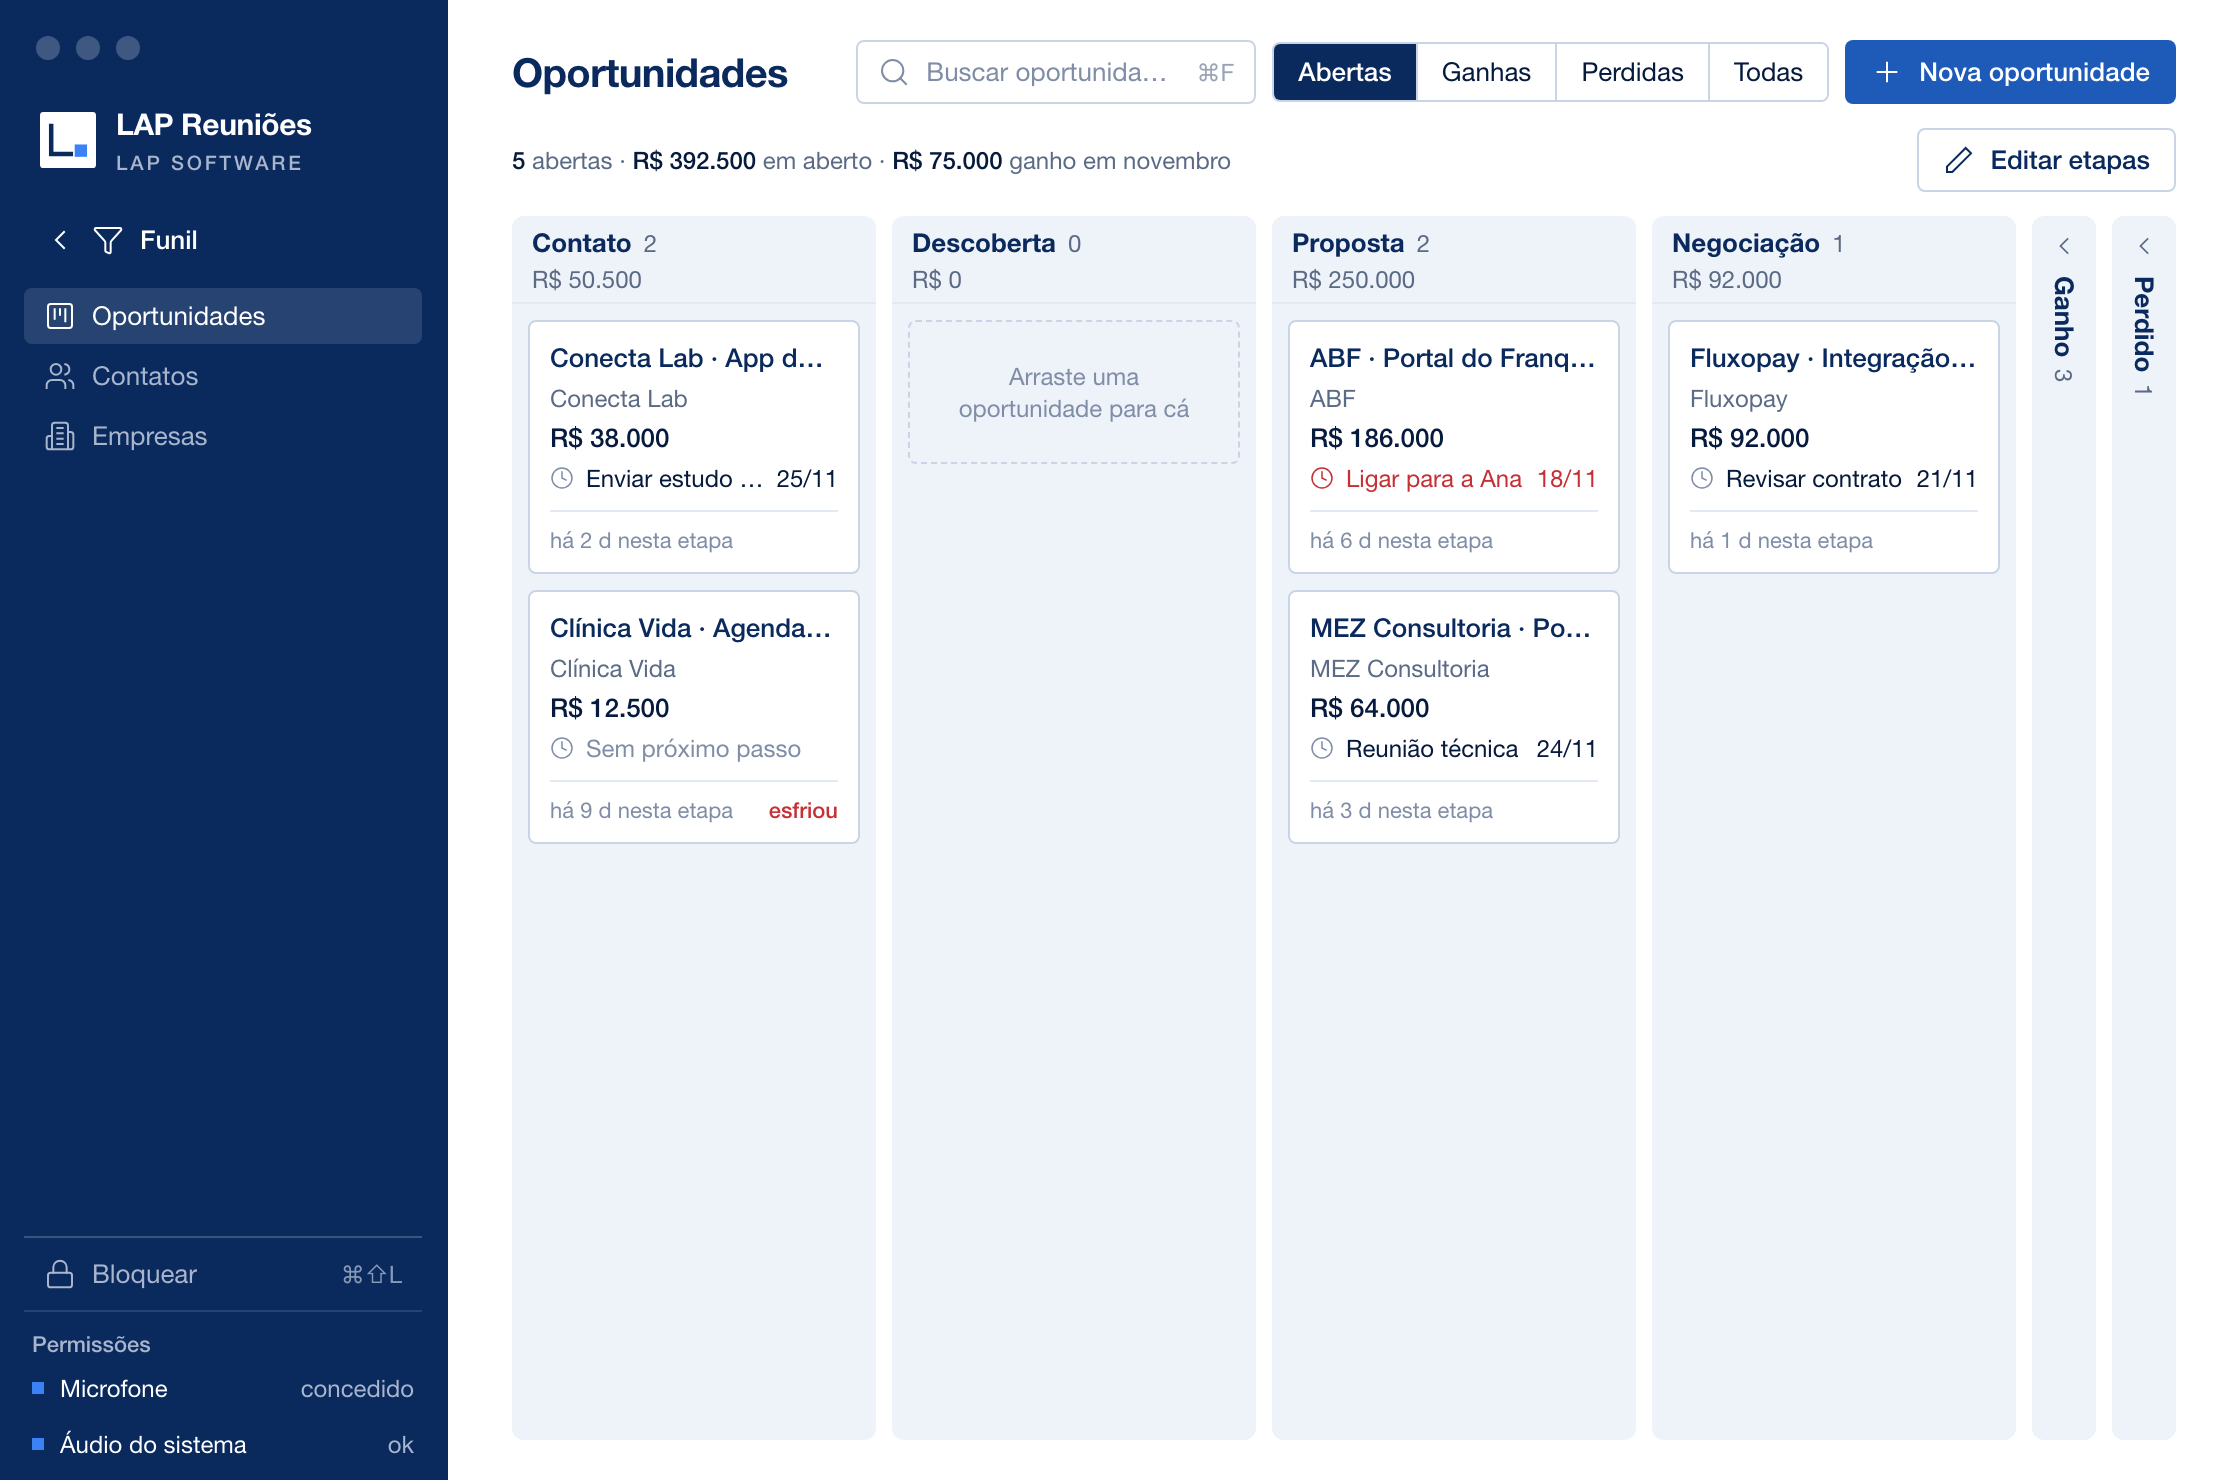 LAP Reuniões
LAP SOFTWARE
Funil
Oportunidades
Contatos
Empresas
Bloquear ⌘⇧L
Permissões
Microfone concedido
Áudio do sistema ok
Oportunidades
Buscar oportunida… ⌘F
Abertas Ganhas Perdidas Todas
Nova oportunidade
5 abertas · R$ 392.500 em aberto · R$ 75.000 ganho em novembro
Editar etapas
Contato 2
R$ 50.500
Conecta Lab · App d…
Conecta Lab
R$ 38.000
Enviar estudo … 25/11
há 2 d nesta etapa
Clínica Vida · Agenda…
Clínica Vida
R$ 12.500
Sem próximo passo
há 9 d nesta etapa esfriou
Descoberta 0
R$ 0
Arraste uma
oportunidade para cá
Proposta 2
R$ 250.000
ABF · Portal do Franq…
ABF
R$ 186.000
Ligar para a Ana 18/11
há 6 d nesta etapa
MEZ Consultoria · Po…
MEZ Consultoria
R$ 64.000
Reunião técnica 24/11
há 3 d nesta etapa
Negociação 1
R$ 92.000
Fluxopay · Integração…
Fluxopay
R$ 92.000
Revisar contrato 21/11
há 1 d nesta etapa
Ganho 3
Perdido 1